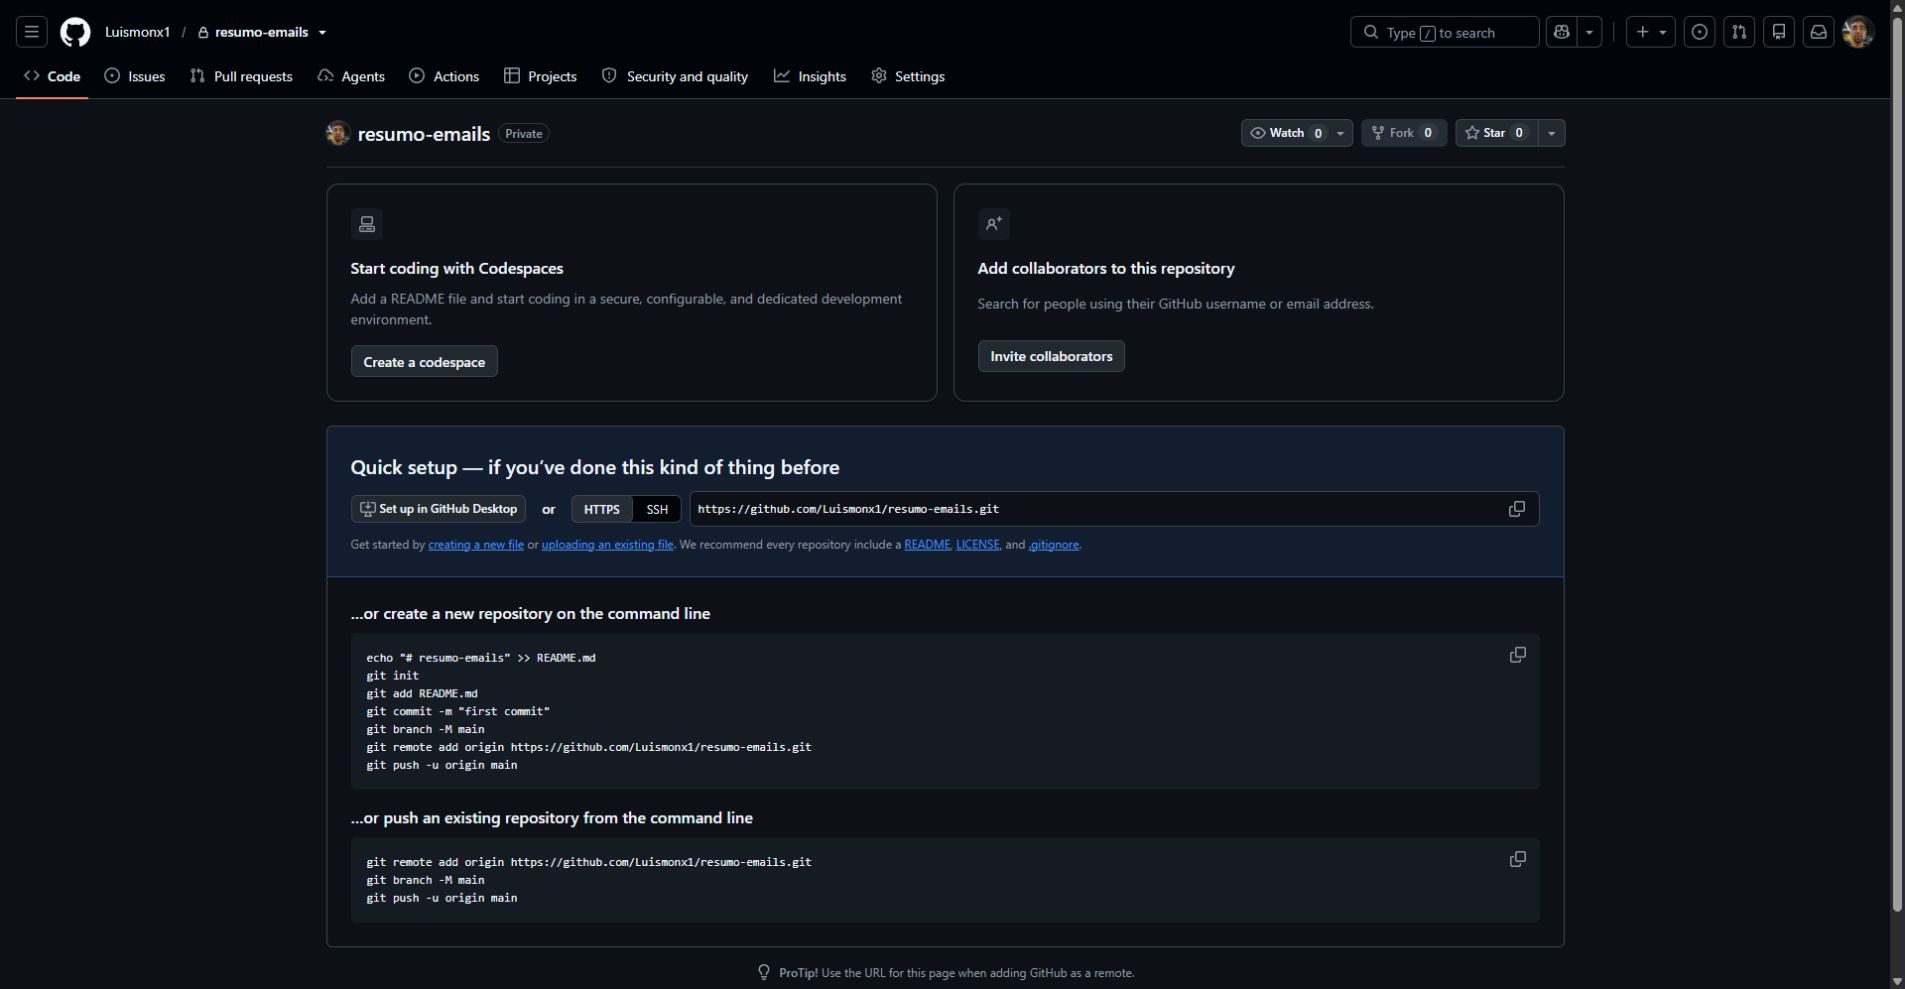 Luismonx1 / resumo-emails
Type / to search
Code
Issues
Pull requests
Agents
Actions
Projects
Security and quality
Insights
Settings
resumo-emails Private
Watch 0
Fork 0
Star 0
Start coding with Codespaces
Add a README file and start coding in a secure, configurable, and dedicated development
environment.
Create a codespace
Add collaborators to this repository
Search for people using their GitHub username or email address.
Invite collaborators
Quick setup — if you’ve done this kind of thing before
Set up in GitHub Desktop or HTTPS SSH https://github.com/Luismonx1/resumo-emails.git
Get started by creating a new file or uploading an existing file. We recommend every repository include a README, LICENSE, and .gitignore.
…or create a new repository on the command line
echo "# resumo-emails" >> README.md
git init
git add README.md
git commit -m "first commit"
git branch -M main
git remote add origin https://github.com/Luismonx1/resumo-emails.git
git push -u origin main
…or push an existing repository from the command line
git remote add origin https://github.com/Luismonx1/resumo-emails.git
git branch -M main
git push -u origin main
ProTip! Use the URL for this page when adding GitHub as a remote.